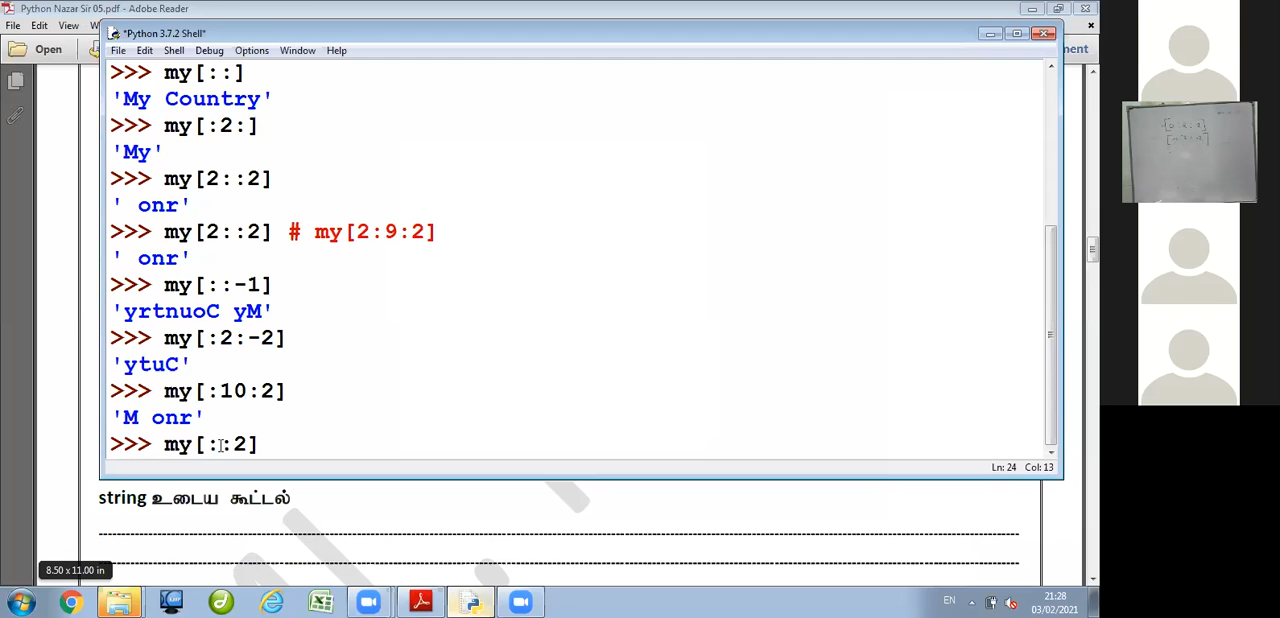 Python Nazar Sir 05.pdf - Adobe Reader
File Edit View
Open
ment
*Python 3.7.2 Shell*
File Edit Shell Debug Options Window Help
>>> my[::]
'My Country'
>>> my[:2:]
'My'
>>> my[2::2]
' onr'
>>> my[2::2] # my[2:9:2]
' onr'
>>> my[::-1]
'yrtnuoC yM'
>>> my[:2:-2]
'ytuC'
>>> my[:10:2]
'M onr'
>>> my[::2]
Ln: 24 Col: 13
string உடைய கூட்டல்
8.50 x 11.00 in
EN
21:28
03/02/2021